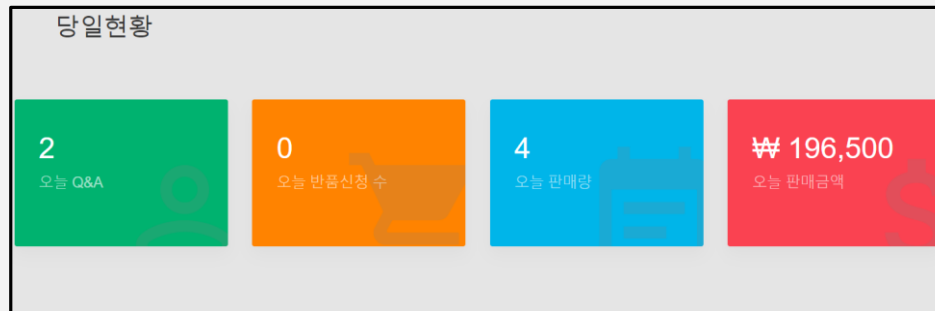 당일현황
2
오늘 Q&A
0
오늘 반품신청 수
4
오늘 판매량
₩ 196,500
오늘 판매금액